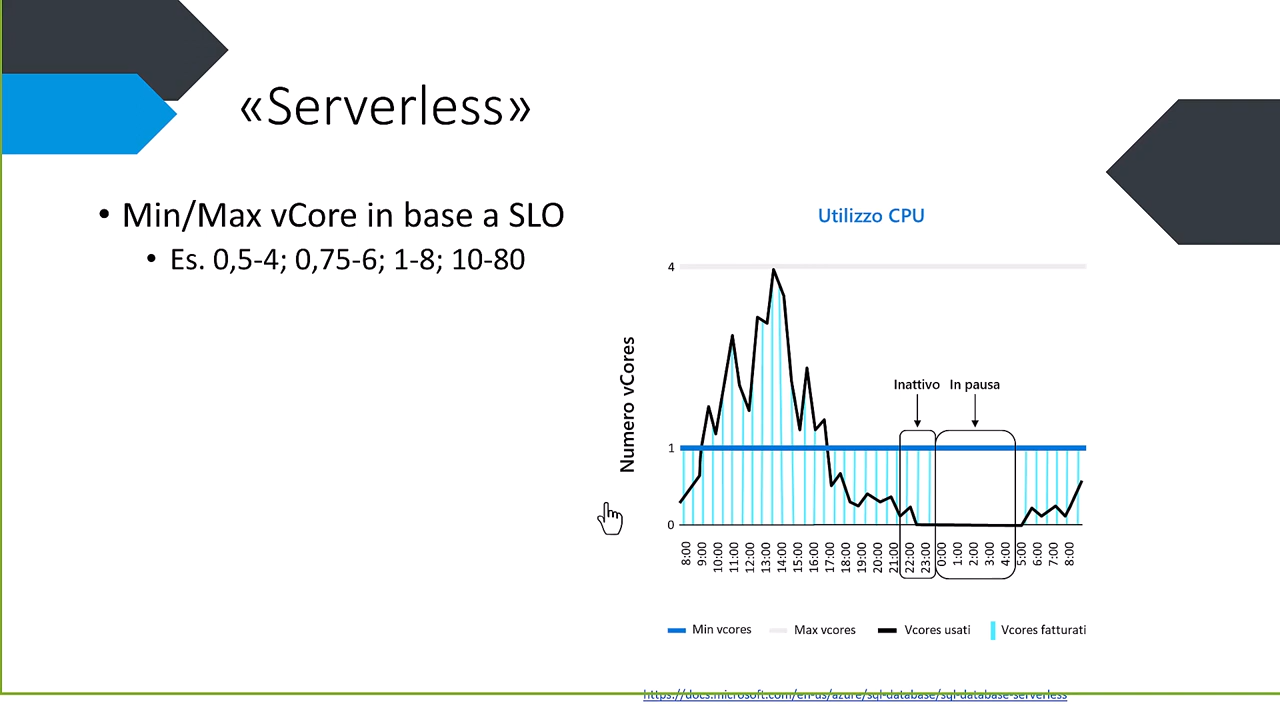 «Serverless»
• Min/Max vCore in base a SLO
• Es. 0,5-4; 0,75-6; 1-8; 10-80
Utilizzo CPU
Numero vCores
4
1
0
Inattivo In pausa
8:00 9:00 10:00 11:00 12:00 13:00 14:00 15:00 16:00 17:00 18:00 19:00 20:00 21:00 22:00 23:00 0:00 1:00 2:00 3:00 4:00 5:00 6:00 7:00 8:00
Min vcores Max vcores Vcores usati Vcores fatturati
https://docs.microsoft.com/en-us/azure/sql-database/sql-database-serverless